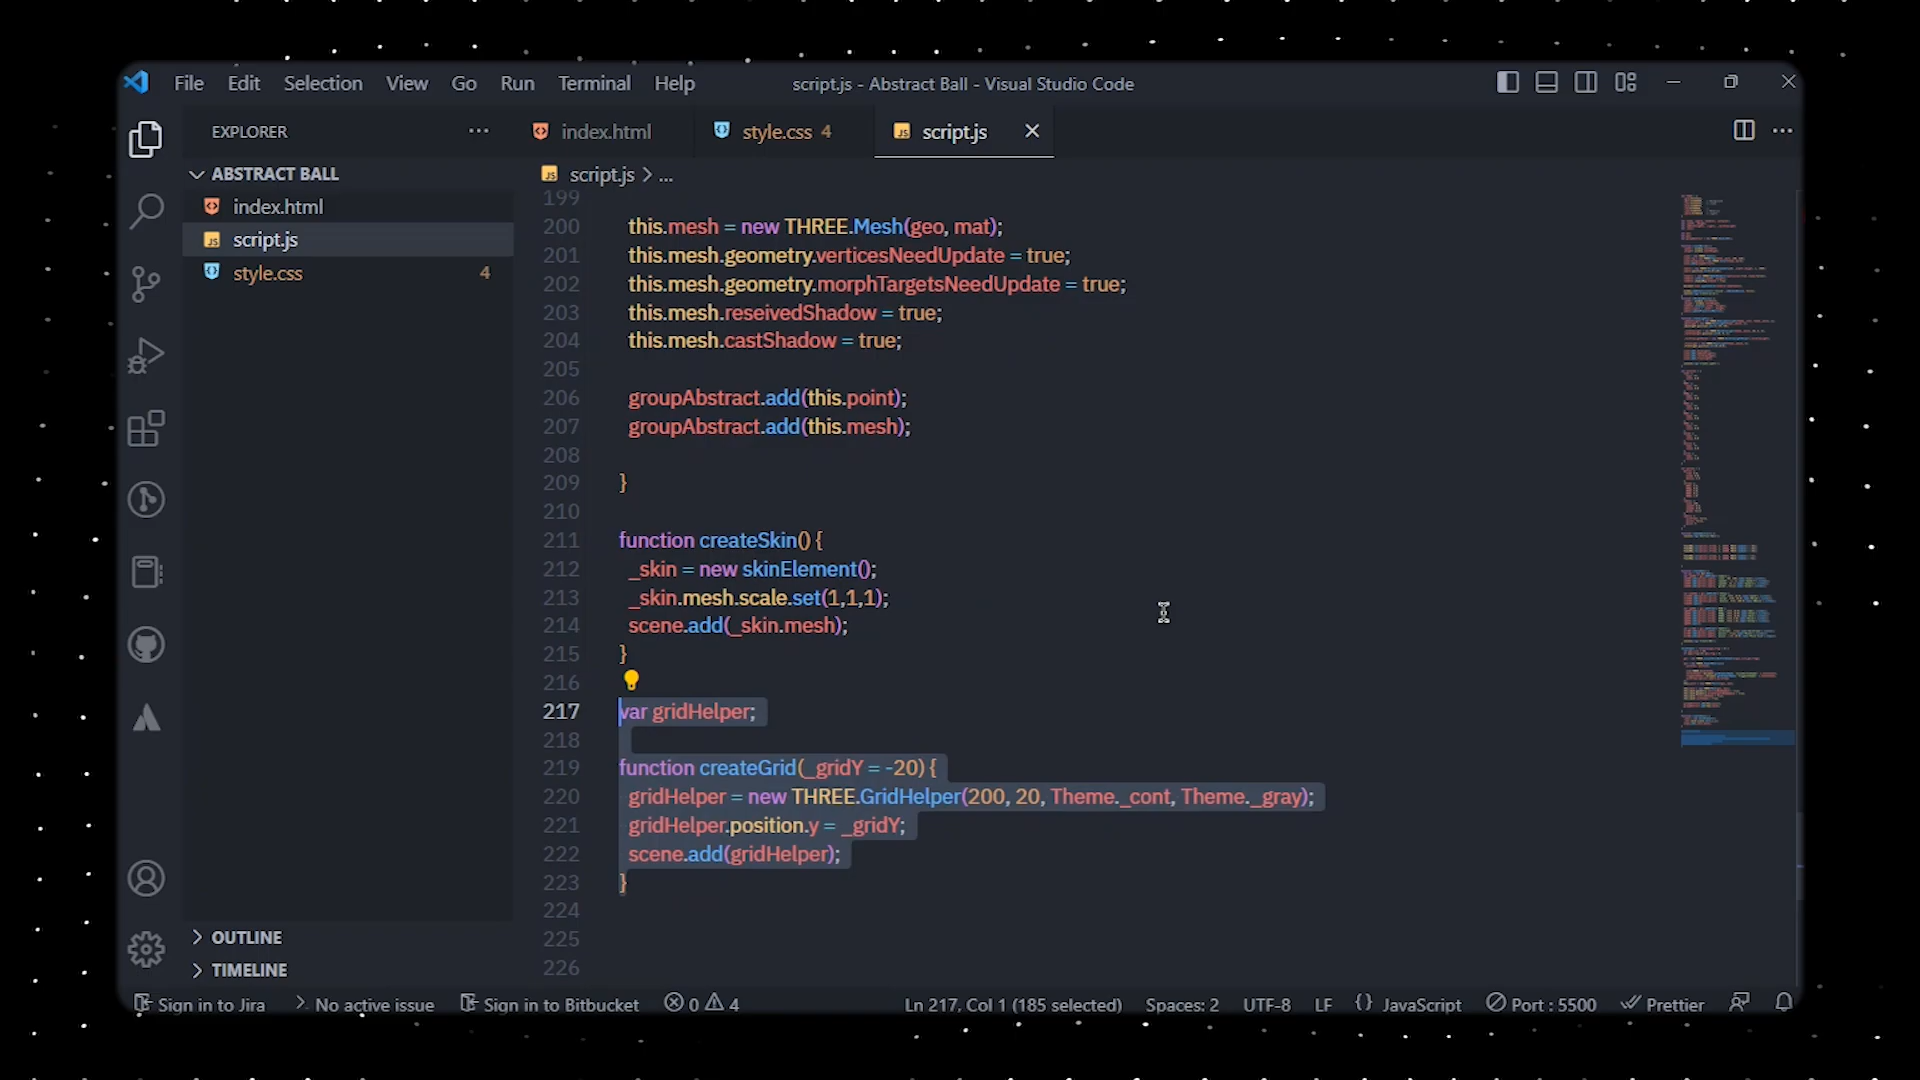 File Edit Selection View Go Run Terminal Help script.js - Abstract Ball - Visual Studio Code
EXPLORER
index.html
style.css 4
script.js
ABSTRACT BALL
index.html
script.js
style.css 4
OUTLINE
TIMELINE
script.js > ...
199
200 this.mesh = new THREE.Mesh(geo, mat);
201 this.mesh.geometry.verticesNeedUpdate = true;
202 this.mesh.geometry.morphTargetsNeedUpdate = true;
203 this.mesh.reseivedShadow = true;
204 this.mesh.castShadow = true;
205
206 groupAbstract.add(this.point);
207 groupAbstract.add(this.mesh);
208
209 }
210
211 function createSkin() {
212 _skin = new skinElement();
213 _skin.mesh.scale.set(1,1,1);
214 scene.add(_skin.mesh);
215 }
216
217 var gridHelper;
218
219 function createGrid(_gridY = -20) {
220 gridHelper = new THREE.GridHelper(200, 20, Theme._cont, Theme._gray);
221 gridHelper.position.y = _gridY;
222 scene.add(gridHelper);
223 }
224
225
226
Sign in to Jira No active issue Sign in to Bitbucket 0 4 Ln 217, Col 1 (185 selected) Spaces: 2 UTF-8 LF {} JavaScript Port : 5500 Prettier